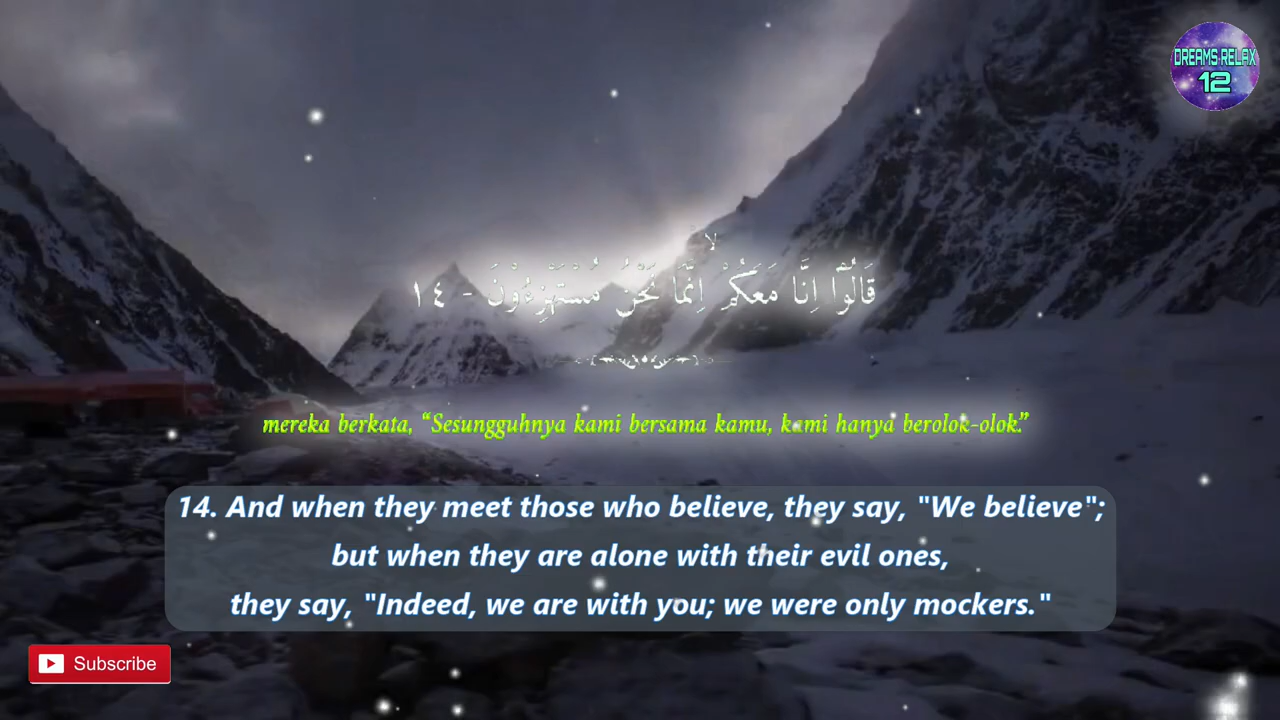 DREAMS RELAX
12
لا
قَالُوْٓا اِنَّا مَعَكُمْ اِنَّمَا نَحْنُ مُسْتَهْزِءُوْنَ - ١٤
mereka berkata, “Sesungguhnya kami bersama kamu, kami hanya berolok-olok.”
14. And when they meet those who believe, they say, "We believe";
but when they are alone with their evil ones,
they say, "Indeed, we are with you; we were only mockers."
Subscribe